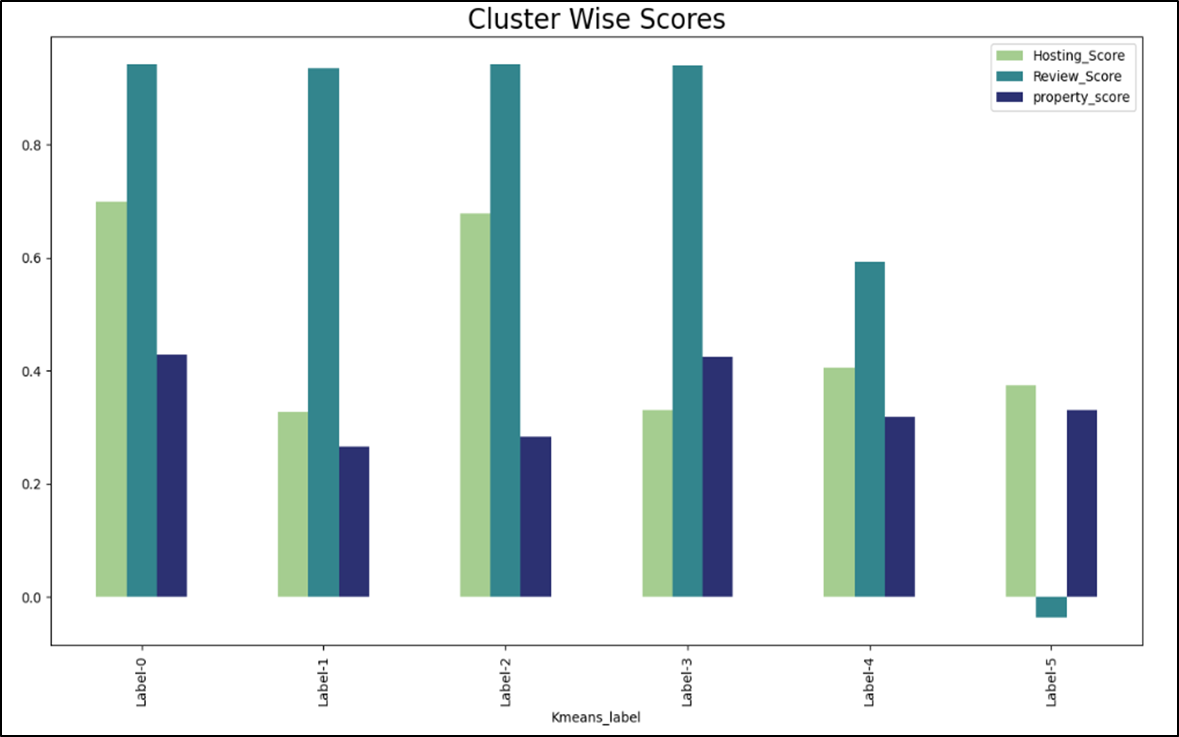 Cluster Wise Scores
Hosting_Score
Review_Score
property_score
0.8
0.6
0.4
0.2
0.0
Label-0
Label-1
Label-2
Label-3
Label-4
Label-5
Kmeans_label